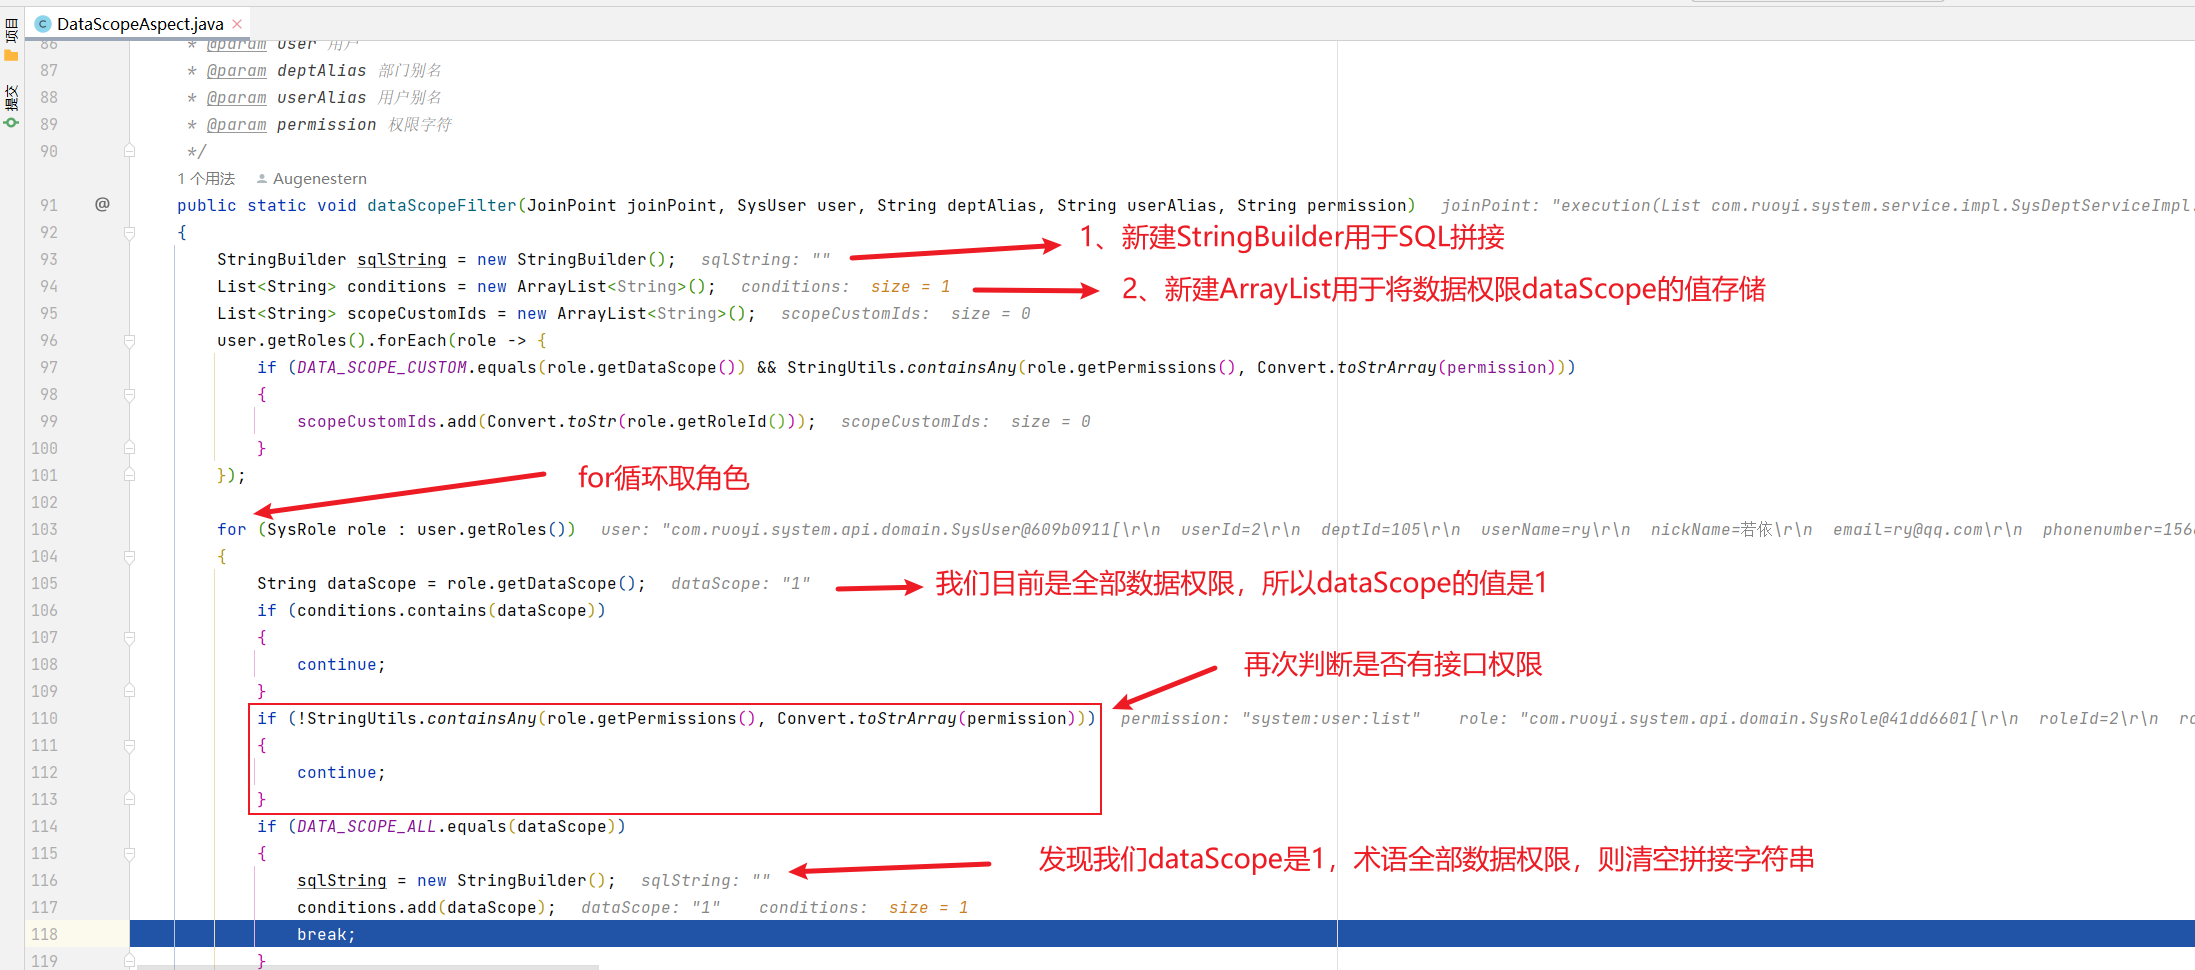 项目
提交
DataScopeAspect.java
86 * @param user 用户
87 * @param deptAlias 部门别名
88 * @param userAlias 用户别名
89 * @param permission 权限字符
90 */
1 个用法 Augenestern
91 @ public static void dataScopeFilter(JoinPoint joinPoint, SysUser user, String deptAlias, String userAlias, String permission) joinPoint: "execution(List com.ruoyi.system.service.impl.SysDeptServiceImpl.
92 {
1、新建StringBuilder用于SQL拼接
93 StringBuilder sqlString = new StringBuilder(); sqlString: ""
94 List<String> conditions = new ArrayList<String>(); conditions: size = 1
2、新建ArrayList用于将数据权限dataScope的值存储
95 List<String> scopeCustomIds = new ArrayList<String>(); scopeCustomIds: size = 0
96 user.getRoles().forEach(role -> {
97 if (DATA_SCOPE_CUSTOM.equals(role.getDataScope()) && StringUtils.containsAny(role.getPermissions(), Convert.toStrArray(permission)))
98 {
99 scopeCustomIds.add(Convert.toStr(role.getRoleId())); scopeCustomIds: size = 0
100 }
101 });
for循环取角色
102
103 for (SysRole role : user.getRoles()) user: "com.ruoyi.system.api.domain.SysUser@609b0911[\r\n userId=2\r\n deptId=105\r\n userName=ry\r\n nickName=若依\r\n email=ry@qq.com\r\n phonenumber=156
104 {
105 String dataScope = role.getDataScope(); dataScope: "1"
我们目前是全部数据权限，所以dataScope的值是1
106 if (conditions.contains(dataScope))
107 {
108 continue;
再次判断是否有接口权限
109 }
110 if (!StringUtils.containsAny(role.getPermissions(), Convert.toStrArray(permission))) permission: "system:user:list" role: "com.ruoyi.system.api.domain.SysRole@41dd6601[\r\n roleId=2\r\n ro
111 {
112 continue;
113 }
114 if (DATA_SCOPE_ALL.equals(dataScope))
115 {
发现我们dataScope是1，术语全部数据权限，则清空拼接字符串
116 sqlString = new StringBuilder(); sqlString: ""
117 conditions.add(dataScope); dataScope: "1" conditions: size = 1
118 break;
119 }